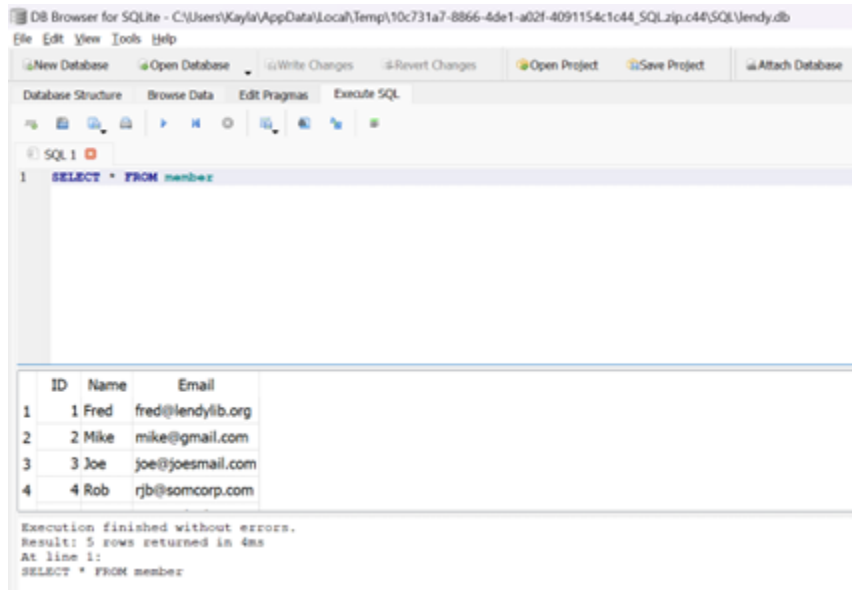 DB Browser for SQLite - C:\Users\Kayla\AppData\Local\Temp\10c731a7-8866-4de1-a02f-4091154c1c44_SQL.zip.c44\SQL\lendy.db
File Edit View Tools Help
New Database Open Database Write Changes Revert Changes Open Project Save Project Attach Database
Database Structure Browse Data Edit Pragmas Execute SQL
SQL 1
1 SELECT * FROM member
ID Name Email
1 1 Fred fred@lendylib.org
2 2 Mike mike@gmail.com
3 3 Joe joe@joesmail.com
4 4 Rob rjb@somcorp.com
Execution finished without errors.
Result: 5 rows returned in 4ms
At line 1:
SELECT * FROM member